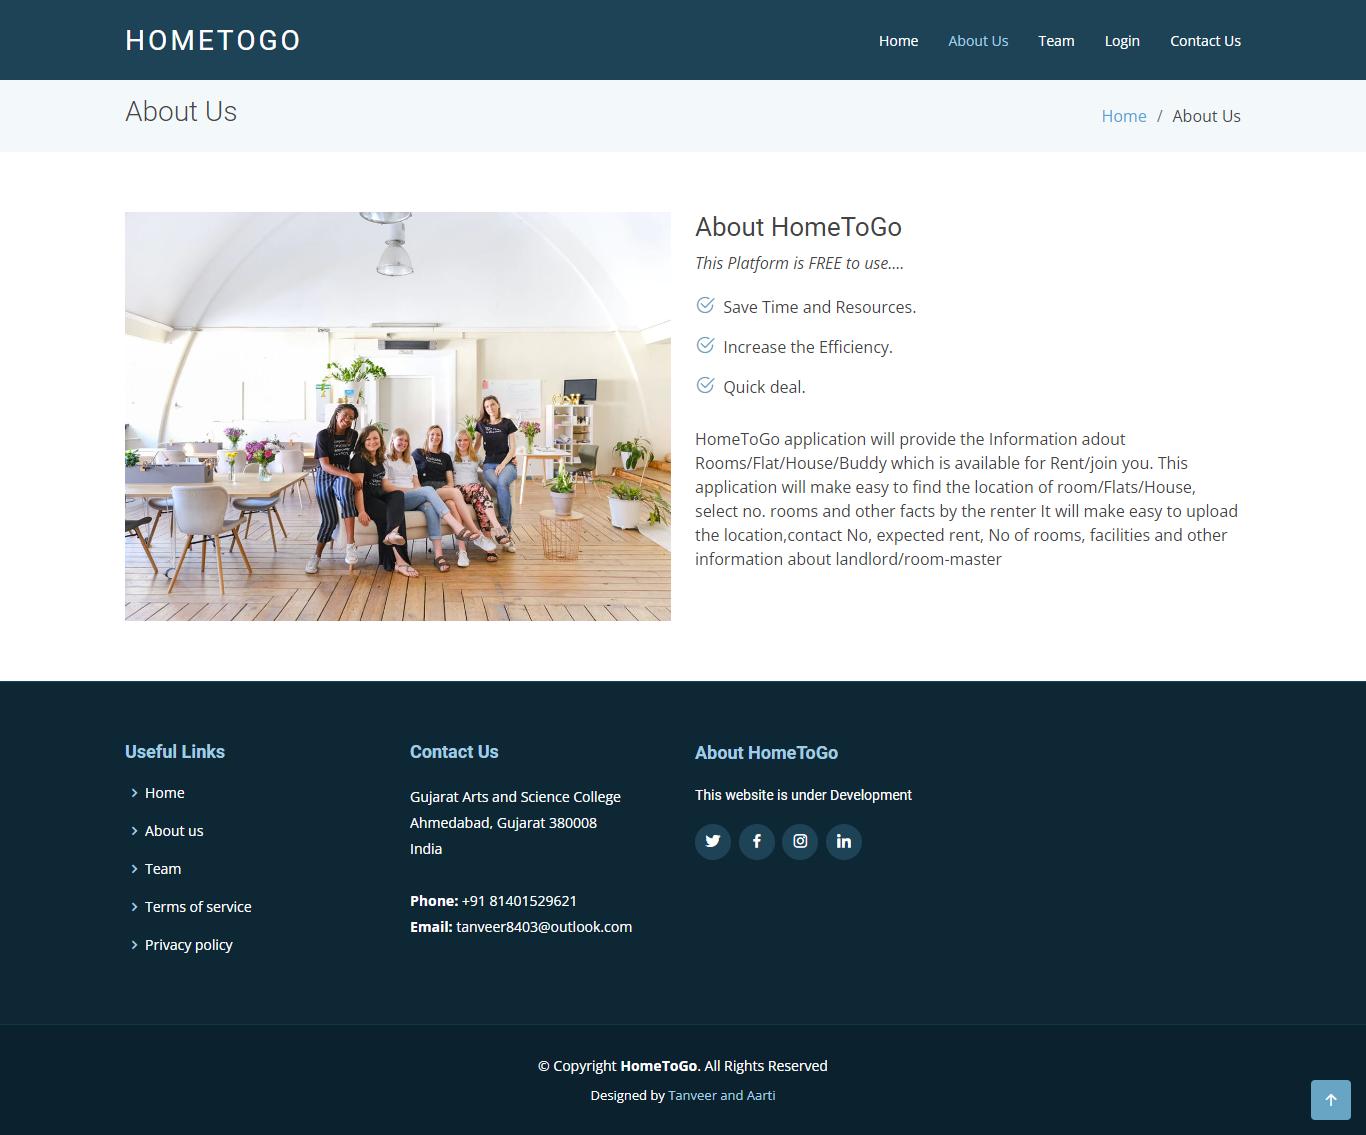 HOMETOGO
Home About Us Team Login Contact Us
About Us
Home / About Us
About HomeToGo
This Platform is FREE to use....
Save Time and Resources.
Increase the Efficiency.
Quick deal.
HomeToGo application will provide the Information adout
Rooms/Flat/House/Buddy which is available for Rent/join you. This
application will make easy to find the location of room/Flats/House,
select no. rooms and other facts by the renter It will make easy to upload
the location,contact No, expected rent, No of rooms, facilities and other
information about landlord/room-master
Useful Links
Home
About us
Team
Terms of service
Privacy policy
Contact Us
Gujarat Arts and Science College
Ahmedabad, Gujarat 380008
India
Phone: +91 81401529621
Email: tanveer8403@outlook.com
About HomeToGo
This website is under Development
© Copyright HomeToGo. All Rights Reserved
Designed by Tanveer and Aarti